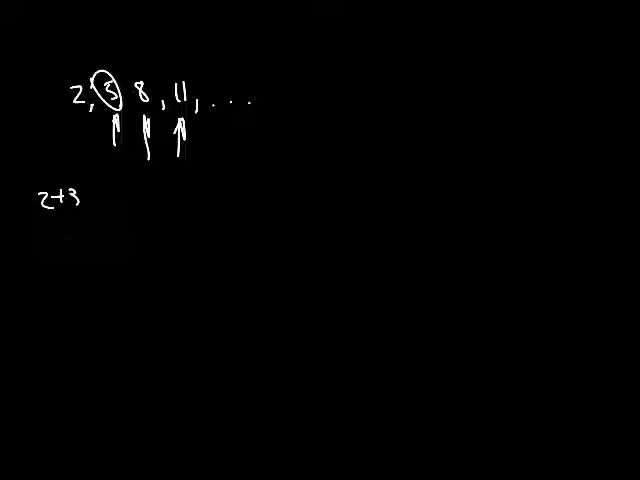 2, 5 8, 11, . . .
2+3